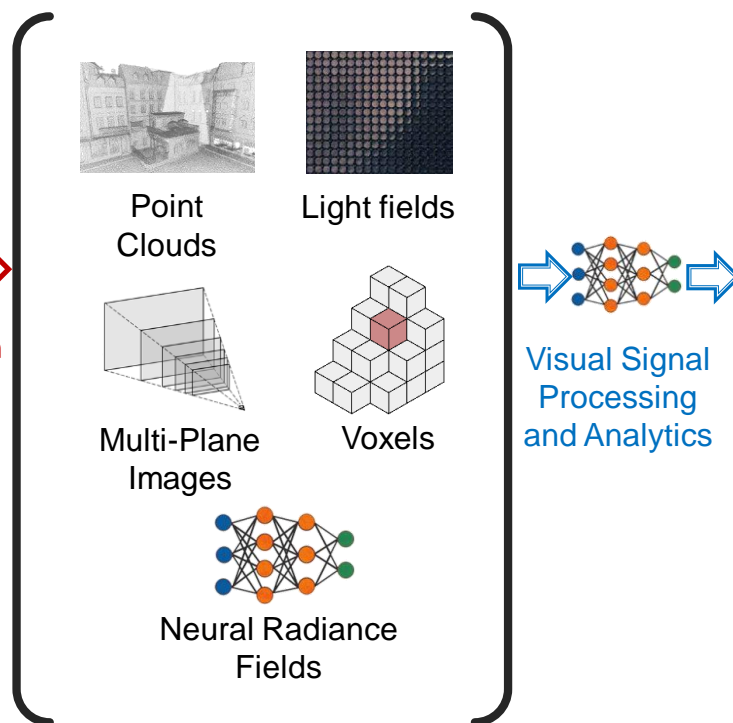 Point
Clouds
Light fields
Multi-Plane
Images
Voxels
Neural Radiance
Fields
Visual Signal
Processing
and Analytics